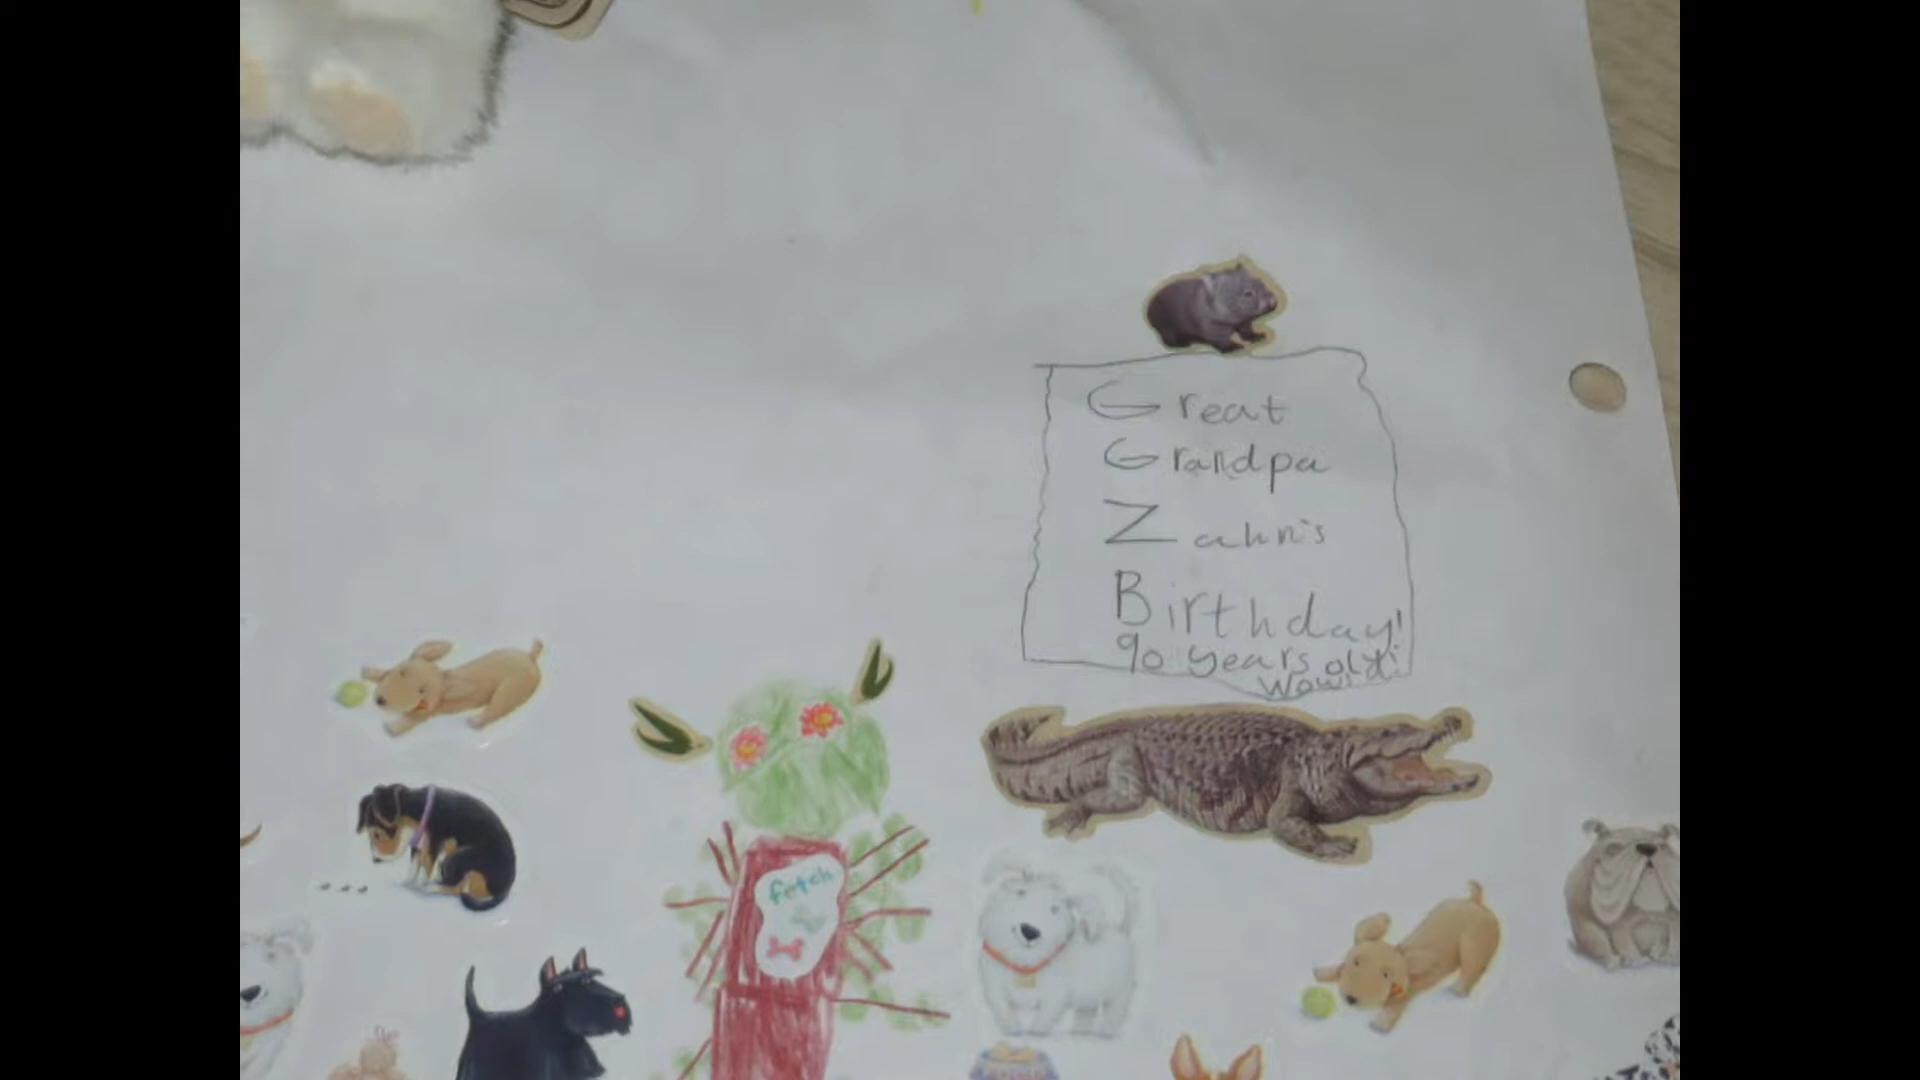 Great
Grandpa
Zahn's
Birthday!
90 years old!
Wow!
fetch